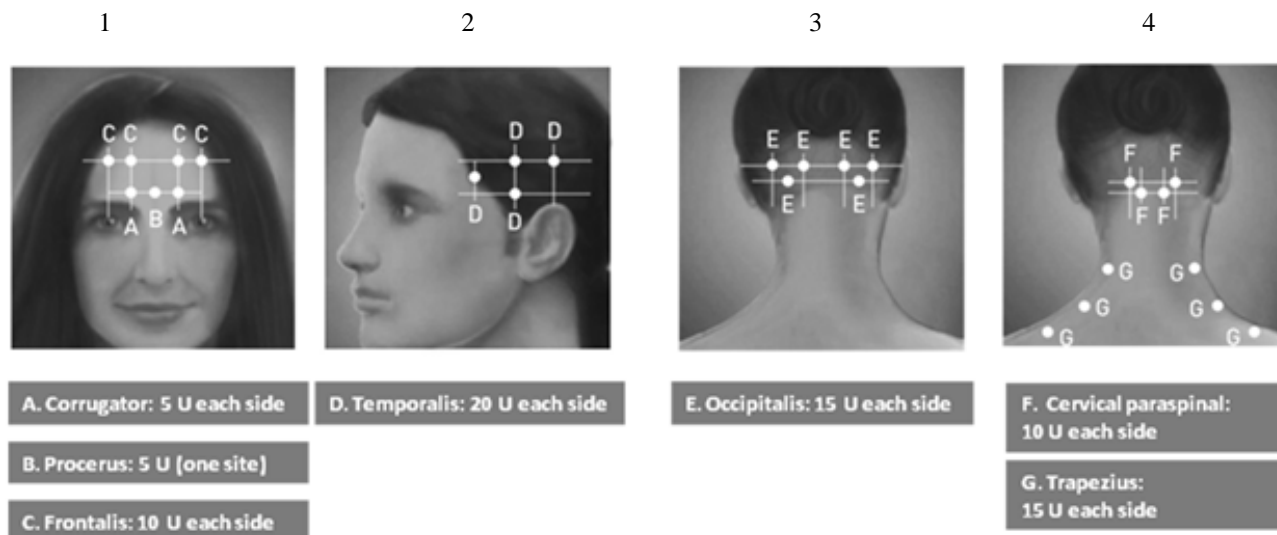 1 2 3 4
C C C C
A B A
D D
D D
E E E E
E E
F F
F F
G G
G G
G G
A. Corrugator: 5 U each side
B. Procerus: 5 U (one site)
C. Frontalis: 10 U each side
D. Temporalis: 20 U each side
E. Occipitalis: 15 U each side
F. Cervical paraspinal:
10 U each side
G. Trapezius:
15 U each side